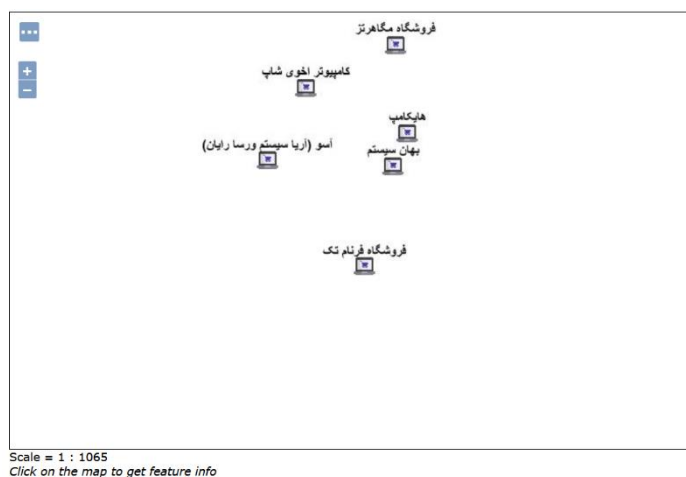 فروشگاه مگاهرتز
کامپیوتر اخوی شاپ
هایکامپ
آسو (آریا سیستم ورسا رایان)
بهان سیستم
فروشگاه فرنام تک
Scale = 1 : 1065
Click on the map to get feature info